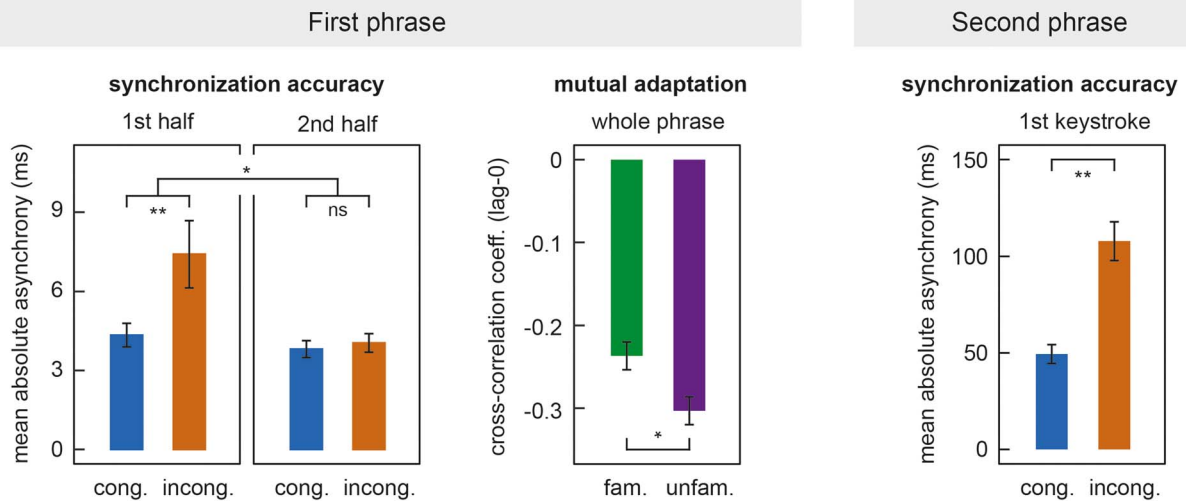 First phrase
synchronization accuracy
1st half
2nd half
mean absolute asynchrony (ms)
9
6
3
0
*
**
ns
cong.
incong.
cong.
incong.
mutual adaptation
whole phrase
cross-correlation coeff. (lag-0)
0
-0.1
-0.2
-0.3
*
fam.
unfam.
Second phrase
synchronization accuracy
1st keystroke
mean absolute asynchrony (ms)
150
100
50
0
**
cong.
incong.